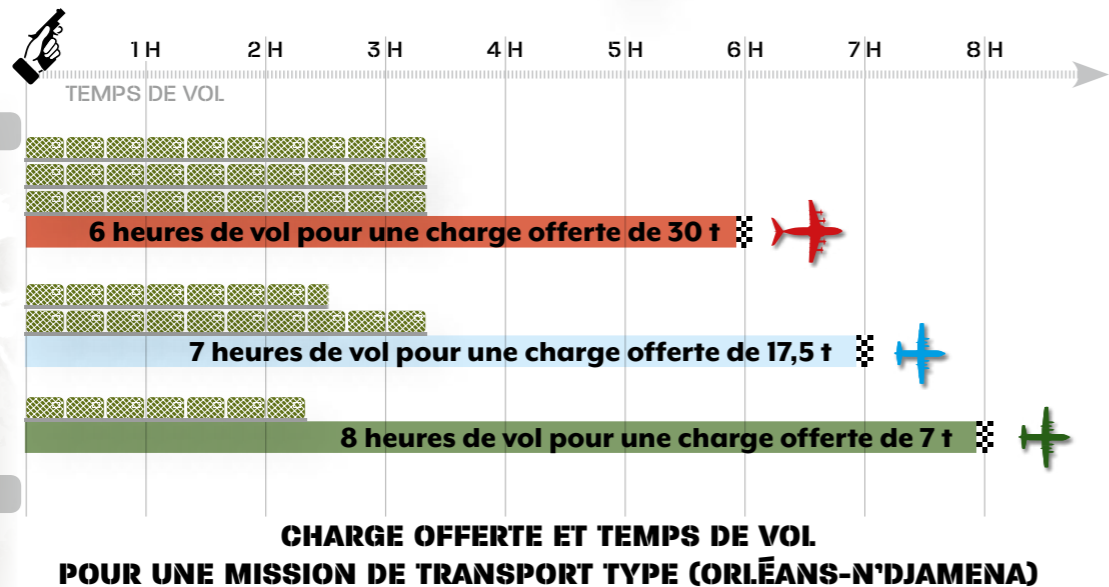 1 H 2 H 3 H 4 H 5 H 6 H 7 H 8 H
TEMPS DE VOL
6 heures de vol pour une charge offerte de 30 t
7 heures de vol pour une charge offerte de 17,5 t
8 heures de vol pour une charge offerte de 7 t
CHARGE OFFERTE ET TEMPS DE VOL
POUR UNE MISSION DE TRANSPORT TYPE (ORLÉANS-N'DJAMENA)